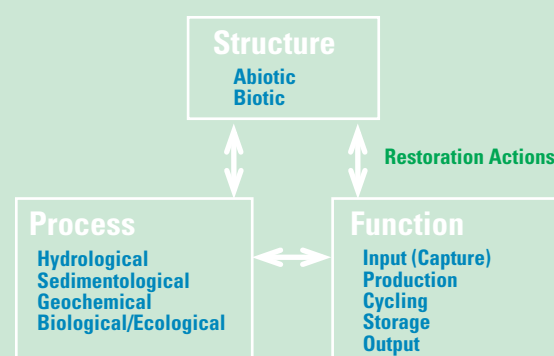 Structure
Abiotic
Biotic
Restoration Actions
Process
Hydrological
Sedimentological
Geochemical
Biological/Ecological
Function
Input (Capture)
Production
Cycling
Storage
Output